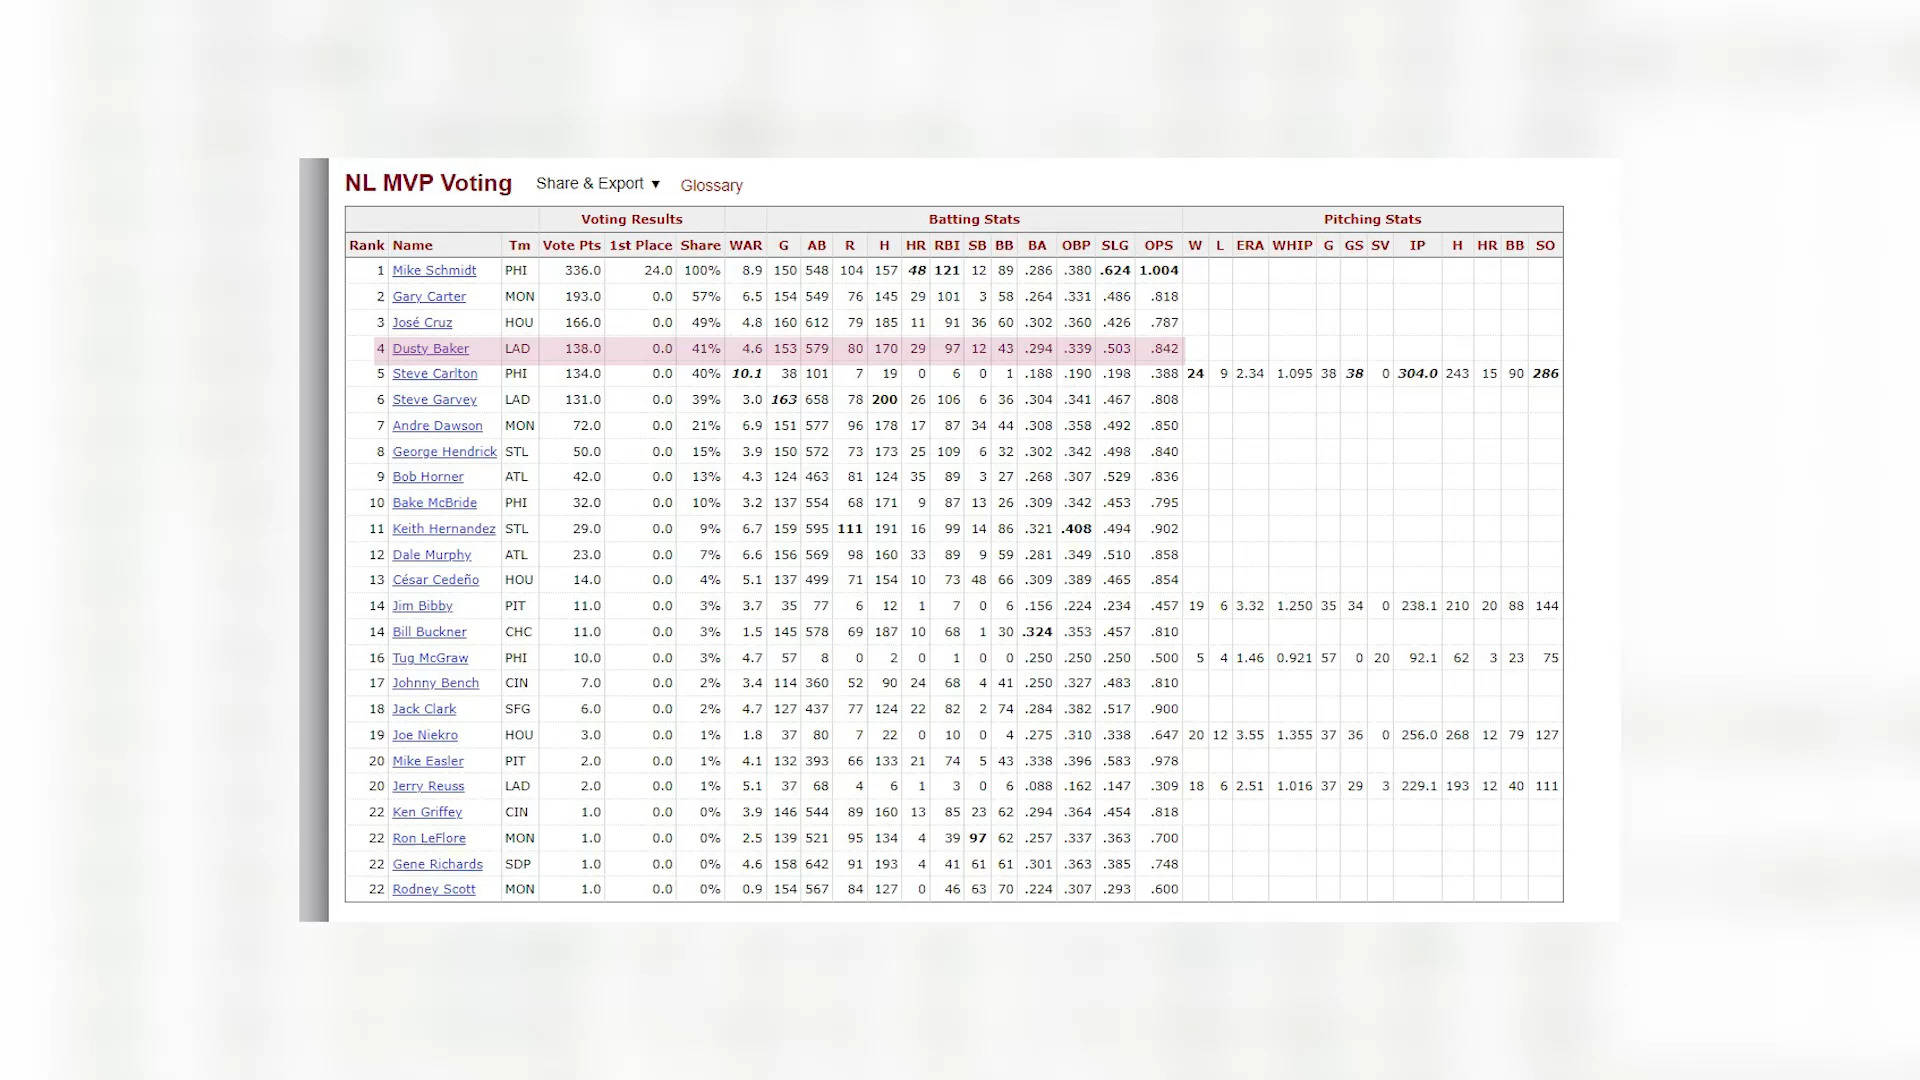 NL MVP Voting Share & Export ▼ Glossary
Voting Results Batting Stats Pitching Stats
Rank Name Tm Vote Pts 1st Place Share WAR G AB R H HR RBI SB BB BA OBP SLG OPS W L ERA WHIP G GS SV IP H HR BB SO
1 Mike Schmidt PHI 336.0 24.0 100% 8.9 150 548 104 157 48 121 12 89 .286 .380 .624 1.004
2 Gary Carter MON 193.0 0.0 57% 6.5 154 549 76 145 29 101 3 58 .264 .331 .486 .818
3 José Cruz HOU 166.0 0.0 49% 4.8 160 612 79 185 11 91 36 60 .302 .360 .426 .787
4 Dusty Baker LAD 138.0 0.0 41% 4.6 153 579 80 170 29 97 12 43 .294 .339 .503 .842
5 Steve Carlton PHI 134.0 0.0 40% 10.1 38 101 7 19 0 6 0 1 .188 .190 .198 .388 24 9 2.34 1.095 38 38 0 304.0 243 15 90 286
6 Steve Garvey LAD 131.0 0.0 39% 3.0 163 658 78 200 26 106 6 36 .304 .341 .467 .808
7 Andre Dawson MON 72.0 0.0 21% 6.9 151 577 96 178 17 87 34 44 .308 .358 .492 .850
8 George Hendrick STL 50.0 0.0 15% 3.9 150 572 73 173 25 109 6 32 .302 .342 .498 .840
9 Bob Horner ATL 42.0 0.0 13% 4.3 124 463 81 124 35 89 3 27 .268 .307 .529 .836
10 Bake McBride PHI 32.0 0.0 10% 3.2 137 554 68 171 9 87 13 26 .309 .342 .453 .795
11 Keith Hernandez STL 29.0 0.0 9% 6.7 159 595 111 191 16 99 14 86 .321 .408 .494 .902
12 Dale Murphy ATL 23.0 0.0 7% 6.6 156 569 98 160 33 89 9 59 .281 .349 .510 .858
13 César Cedeño HOU 14.0 0.0 4% 5.1 137 499 71 154 10 73 48 66 .309 .389 .465 .854
14 Jim Bibby PIT 11.0 0.0 3% 3.7 35 77 6 12 1 7 0 6 .156 .224 .234 .457 19 6 3.32 1.250 35 34 0 238.1 210 20 88 144
14 Bill Buckner CHC 11.0 0.0 3% 1.5 145 578 69 187 10 68 1 30 .324 .353 .457 .810
16 Tug McGraw PHI 10.0 0.0 3% 4.7 57 8 0 2 0 1 0 0 .250 .250 .250 .500 5 4 1.46 0.921 57 0 20 92.1 62 3 23 75
17 Johnny Bench CIN 7.0 0.0 2% 3.4 114 360 52 90 24 68 4 41 .250 .327 .483 .810
18 Jack Clark SFG 6.0 0.0 2% 4.7 127 437 77 124 22 82 2 74 .284 .382 .517 .900
19 Joe Niekro HOU 3.0 0.0 1% 1.8 37 80 7 22 0 10 0 4 .275 .310 .338 .647 20 12 3.55 1.355 37 36 0 256.0 268 12 79 127
20 Mike Easler PIT 2.0 0.0 1% 4.1 132 393 66 133 21 74 5 43 .338 .396 .583 .978
20 Jerry Reuss LAD 2.0 0.0 1% 5.1 37 68 4 6 1 3 0 6 .088 .162 .147 .309 18 6 2.51 1.016 37 29 3 229.1 193 12 40 111
22 Ken Griffey CIN 1.0 0.0 0% 3.9 146 544 89 160 13 85 23 62 .294 .364 .454 .818
22 Ron LeFlore MON 1.0 0.0 0% 2.5 139 521 95 134 4 39 97 62 .257 .337 .363 .700
22 Gene Richards SDP 1.0 0.0 0% 4.6 158 642 91 193 4 41 61 61 .301 .363 .385 .748
22 Rodney Scott MON 1.0 0.0 0% 0.9 154 567 84 127 0 46 63 70 .224 .307 .293 .600